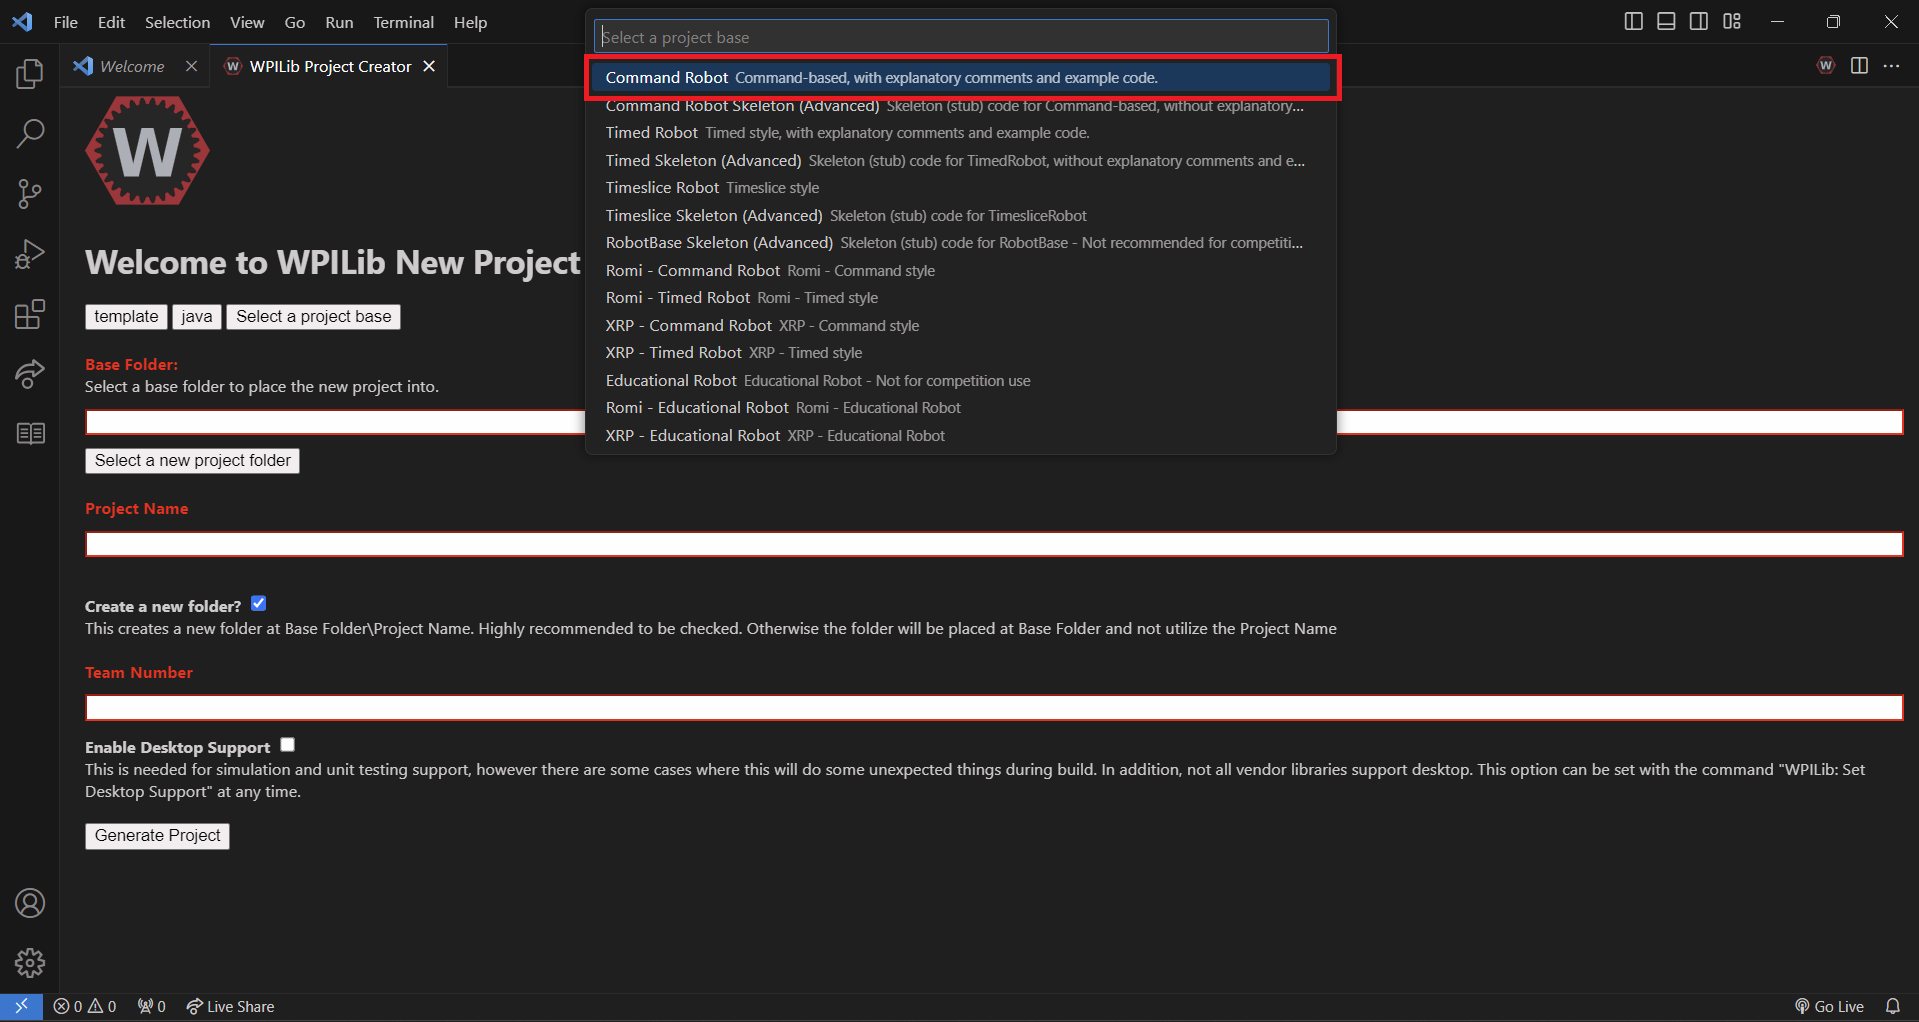 File Edit Selection View Go Run Terminal Help
Select a project base
Welcome WPILib Project Creator
Command Robot Command-based, with explanatory comments and example code.
Command Robot Skeleton (Advanced) Skeleton (stub) code for Command-based, without explanatory...
Timed Robot Timed style, with explanatory comments and example code.
Timed Skeleton (Advanced) Skeleton (stub) code for TimedRobot, without explanatory comments and e...
Timeslice Robot Timeslice style
Timeslice Skeleton (Advanced) Skeleton (stub) code for TimesliceRobot
RobotBase Skeleton (Advanced) Skeleton (stub) code for RobotBase - Not recommended for competiti...
Romi - Command Robot Romi - Command style
Romi - Timed Robot Romi - Timed style
XRP - Command Robot XRP - Command style
XRP - Timed Robot XRP - Timed style
Educational Robot Educational Robot - Not for competition use
Romi - Educational Robot Romi - Educational Robot
XRP - Educational Robot XRP - Educational Robot
W
Welcome to WPILib New Project
template java Select a project base
Base Folder:
Select a base folder to place the new project into.
Select a new project folder
Project Name
Create a new folder?
This creates a new folder at Base Folder\Project Name. Highly recommended to be checked. Otherwise the folder will be placed at Base Folder and not utilize the Project Name
Team Number
Enable Desktop Support
This is needed for simulation and unit testing support, however there are some cases where this will do some unexpected things during build. In addition, not all vendor libraries support desktop. This option can be set with the command "WPILib: Set
Desktop Support" at any time.
Generate Project
0 0 0 Live Share Go Live